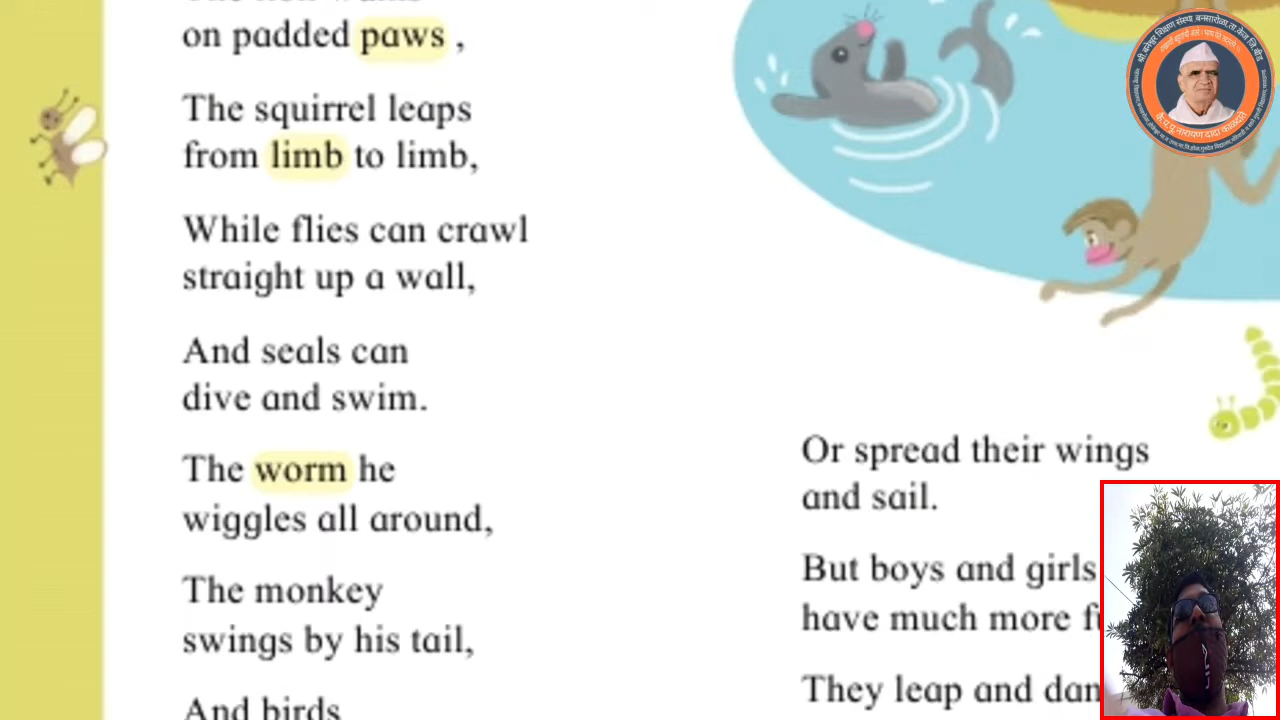 on padded paws ,
The squirrel leaps
from limb to limb,
While flies can crawl
straight up a wall,
And seals can
dive and swim.
The worm he
wiggles all around,
The monkey
swings by his tail,
And birds
Or spread their wings
and sail.
But boys and girls
have much more
They leap and